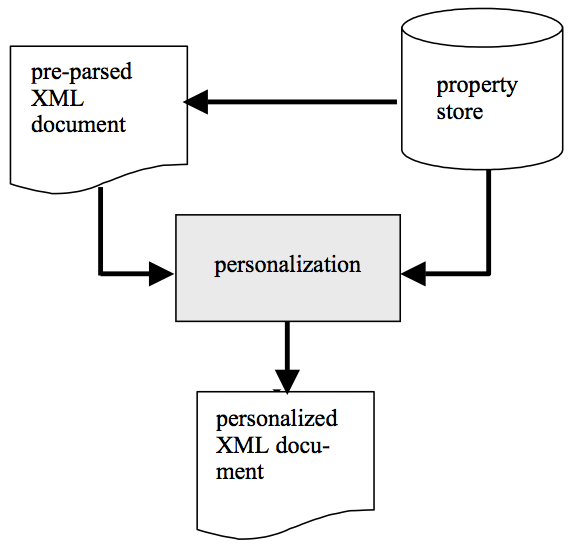 pre-parsed
XML
document
property
store
personalization
personalized
XML docu-
ment